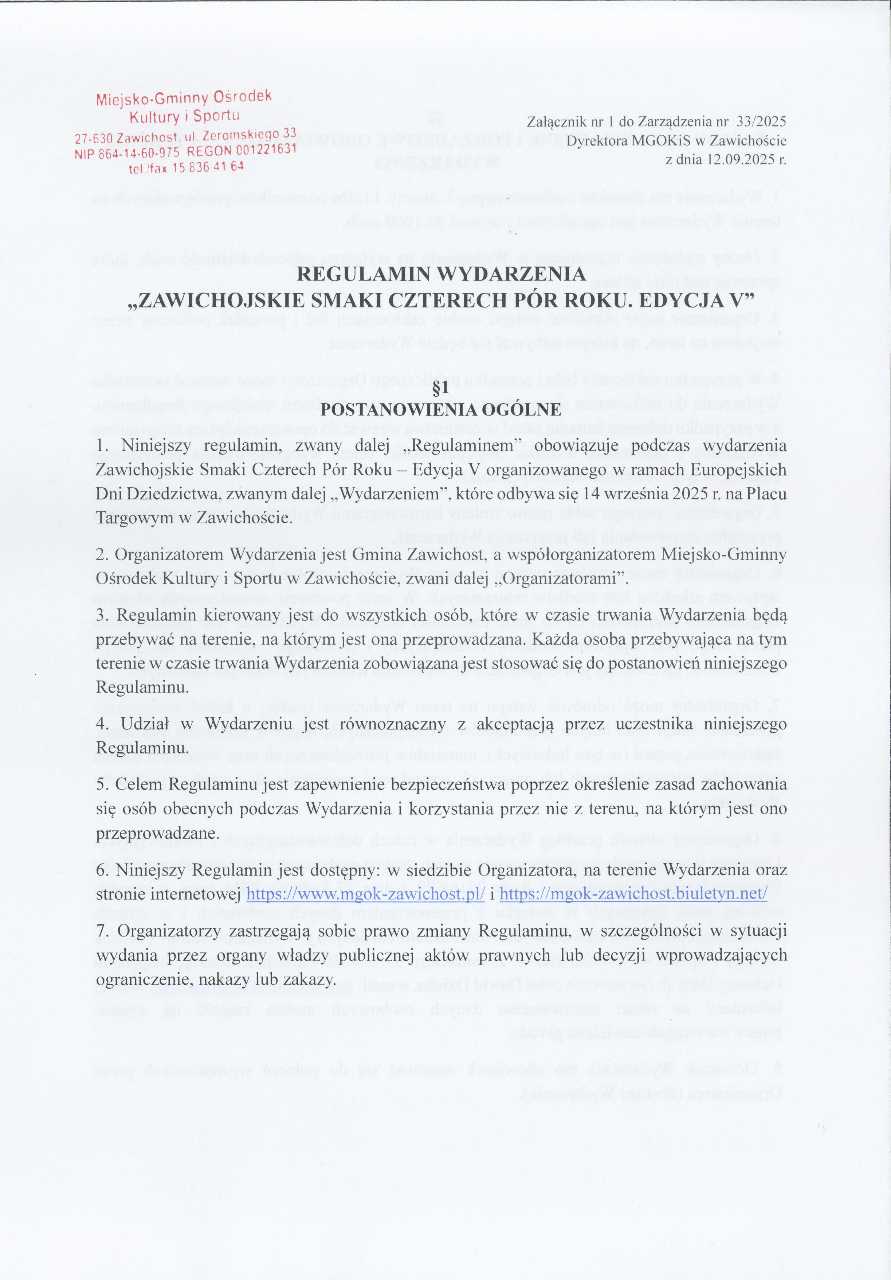 Miejsko-Gminny Ośrodek
Kultury i Sportu
27-630 Zawichost, ul. Żeromskiego 33
NIP 864-14-60-975 REGON 001221631
tel./fax 15 836 41 64
Załącznik nr 1 do Zarządzenia nr 33/2025
Dyrektora MGOKiS w Zawichoście
z dnia 12.09.2025 r.
REGULAMIN WYDARZENIA
„ZAWICHOJSKIE SMAKI CZTERECH PÓR ROKU. EDYCJA V”
§1
POSTANOWIENIA OGÓLNE
1. Niniejszy regulamin, zwany dalej „Regulaminem” obowiązuje podczas wydarzenia
Zawichojskie Smaki Czterech Pór Roku – Edycja V organizowanego w ramach Europejskich
Dni Dziedzictwa, zwanym dalej „Wydarzeniem”, które odbywa się 14 września 2025 r. na Placu
Targowym w Zawichoście.
2. Organizatorem Wydarzenia jest Gmina Zawichost, a współorganizatorem Miejsko-Gminny
Ośrodek Kultury i Sportu w Zawichoście, zwani dalej „Organizatorami”.
3. Regulamin kierowany jest do wszystkich osób, które w czasie trwania Wydarzenia będą
przebywać na terenie, na którym jest ona przeprowadzana. Każda osoba przebywająca na tym
terenie w czasie trwania Wydarzenia zobowiązana jest stosować się do postanowień niniejszego
Regulaminu.
4. Udział w Wydarzeniu jest równoznaczny z akceptacją przez uczestnika niniejszego
Regulaminu.
5. Celem Regulaminu jest zapewnienie bezpieczeństwa poprzez określenie zasad zachowania
się osób obecnych podczas Wydarzenia i korzystania przez nie z terenu, na którym jest ono
przeprowadzane.
6. Niniejszy Regulamin jest dostępny: w siedzibie Organizatora, na terenie Wydarzenia oraz
stronie internetowej https://www.mgok-zawichost.pl/ i https://mgok-zawichost.biuletyn.net/
7. Organizatorzy zastrzegają sobie prawo zmiany Regulaminu, w szczególności w sytuacji
wydania przez organy władzy publicznej aktów prawnych lub decyzji wprowadzających
ograniczenie, nakazy lub zakazy.